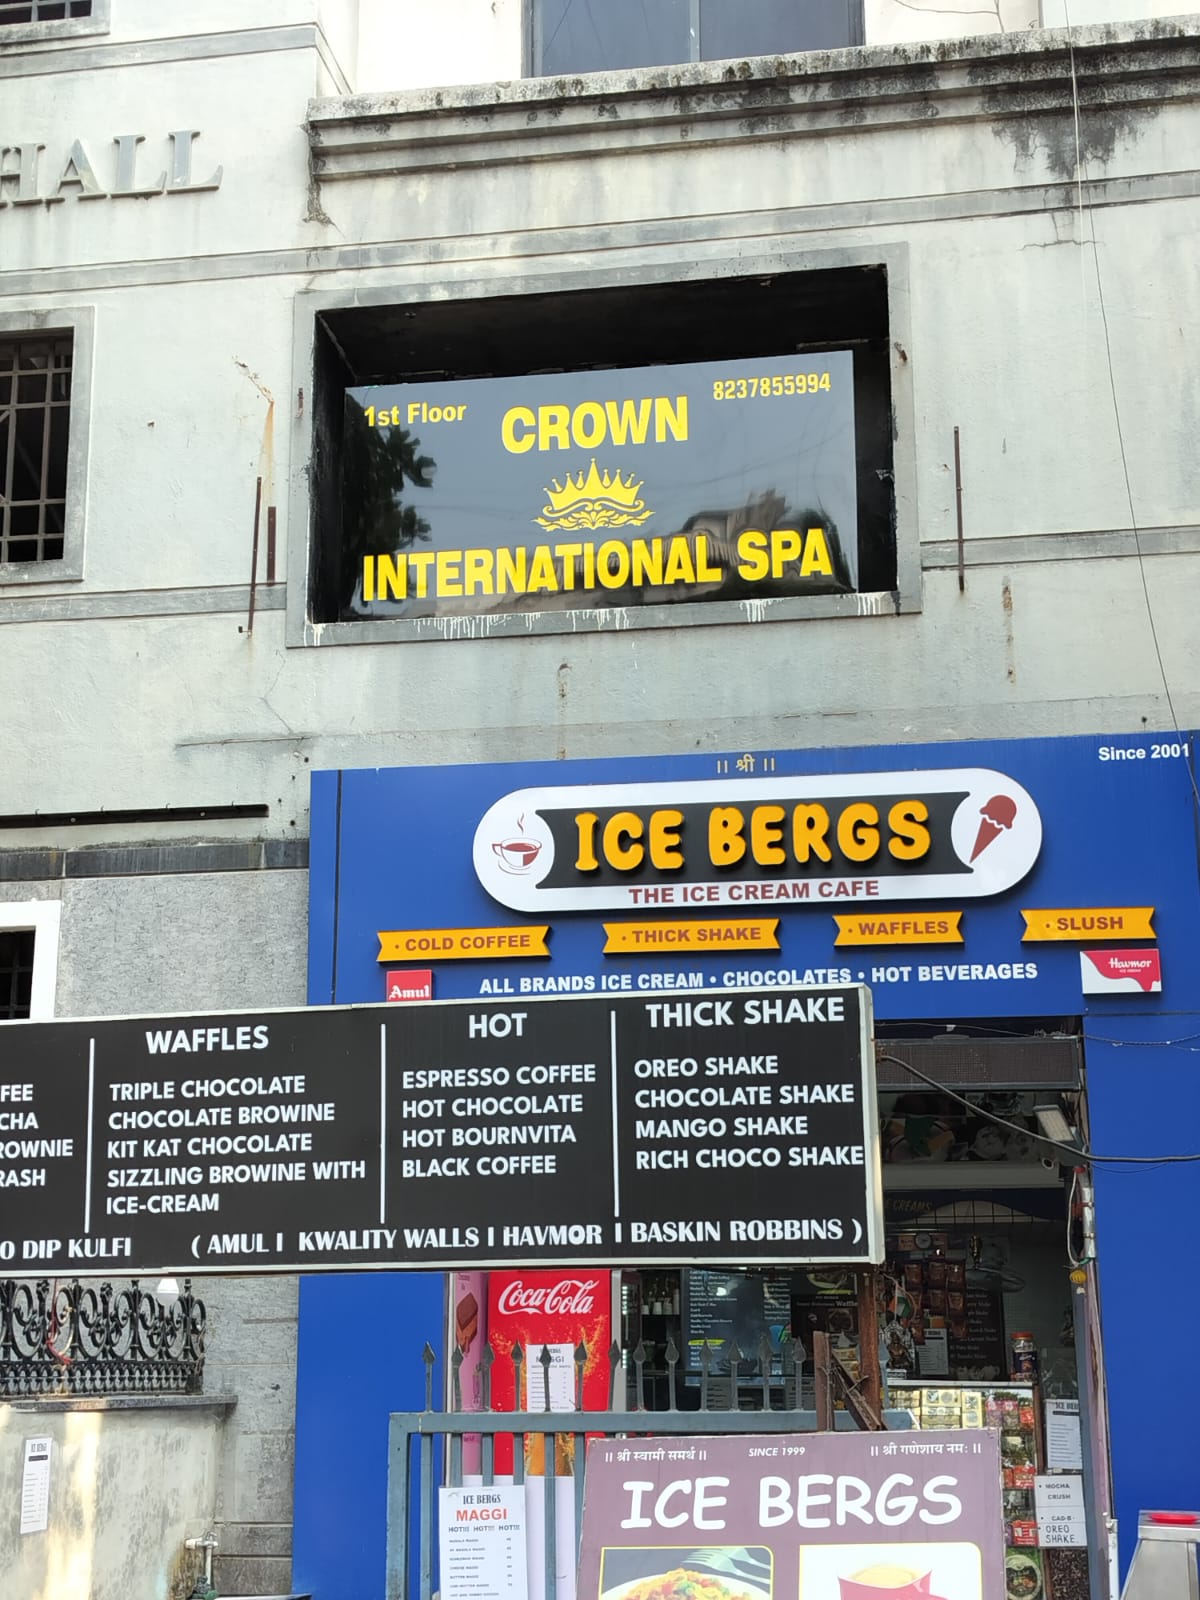 HALL
1st Floor
8237855994
CROWN
INTERNATIONAL SPA
Since 2001
|| श्री ||
ICE BERGS
THE ICE CREAM CAFE
· COLD COFFEE
· THICK SHAKE
· WAFFLES
· SLUSH
ALL BRANDS ICE CREAM • CHOCOLATES • HOT BEVERAGES
Amul
Havmor
WAFFLES
TRIPLE CHOCOLATE
CHOCOLATE BROWINE
KIT KAT CHOCOLATE
SIZZLING BROWINE WITH
ICE-CREAM
HOT
ESPRESSO COFFEE
HOT CHOCOLATE
HOT BOURNVITA
BLACK COFFEE
THICK SHAKE
OREO SHAKE
CHOCOLATE SHAKE
MANGO SHAKE
RICH CHOCO SHAKE
DIP KULFI
( AMUL I KWALITY WALLS I HAVMOR I BASKIN ROBBINS )
Coca-Cola
|| श्री स्वामी समर्थ ||
SINCE 1999
|| श्री गणेशाय नमः ||
ICE BERGS
ICE BERGS
MAGGI
HOT!!! HOT!!! HOT!!!
MOCHA
CRUSH
OREO
SHAKE